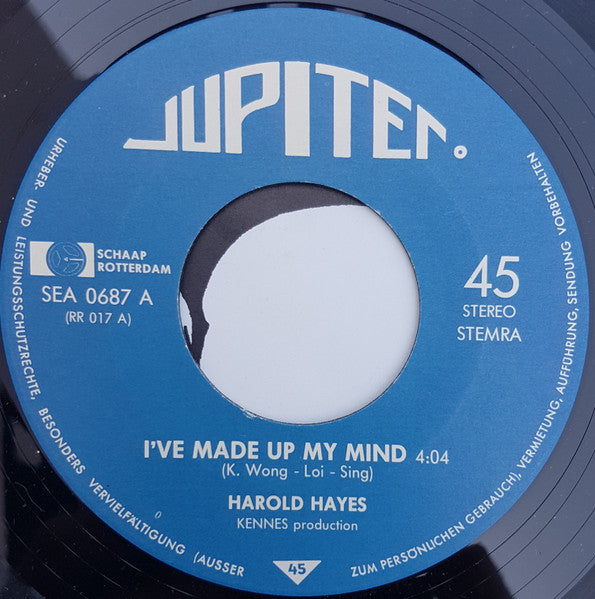 JUPITER.
SCHAAP
ROTTERDAM
SEA 0687 A
(RR 017 A)
45
STEREO
STEMRA
I'VE MADE UP MY MIND 4:04
(K. Wong - Loi - Sing)
HAROLD HAYES
KENNES production
URHEBER- UND LEISTUNGSSCHUTZRECHTE, BESONDERS VERVIELFÄLTIGUNG (AUSSER
45
ZUM PERSÖNLICHEN GEBRAUCH), VERMIETUNG, AUFFÜHRUNG, SENDUNG VORBEHALTEN